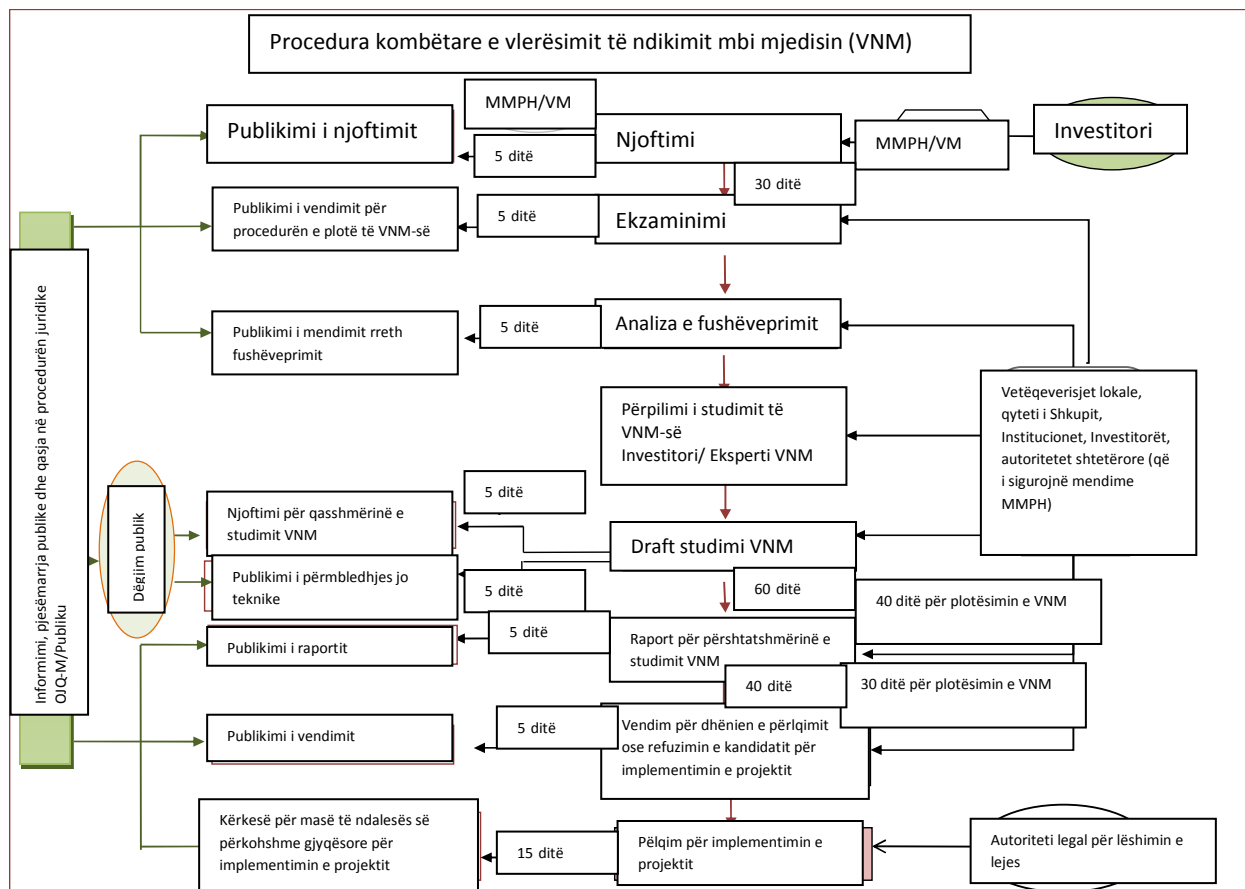 Procedura kombëtare e vlerësimit të ndikimit mbi mjedisin (VNM)
MMPH/VM
Publikimi i njoftimit
5 ditë
Njoftimi
MMPH/VM
Investitori
30 ditë
Publikimi i vendimit për
procedurën e plotë të VNM-së
5 ditë
Ekzaminimi
Publikimi i mendimit rreth
fushëveprimit
5 ditë
Analiza e fushëveprimit
Informimi, pjesëmarrja publike dhe qasja në procedurën juridike
OJQ-M/Publiku
Përpilimi i studimit të
VNM-së
Investitori/ Eksperti VNM
Vetëqeverisjet lokale,
qyteti i Shkupit,
Institucionet, Investitorët,
autoritetet shtetërore (që
i sigurojnë mendime
MMPH)
Dëgjim publik
5 ditë
Njoftimi për qasshmërinë e
studimit VNM
Draft studimi VNM
Publikimi i përmbledhjes jo
teknike
5 ditë
60 ditë
40 ditë për plotësimin e VNM
Publikimi i raportit
5 ditë
Raport për përshtatshmërinë e
studimit VNM
40 ditë
30 ditë për plotësimin e VNM
Publikimi i vendimit
5 ditë
Vendim për dhënien e përlqimit
ose refuzimin e kandidatit për
implementimin e projektit
Kërkesë për masë të ndalesës së
përkohshme gjyqësore për
implementimin e projektit
15 ditë
Pëlqim për implementimin e
projektit
Autoriteti legal për lëshimin e
lejes